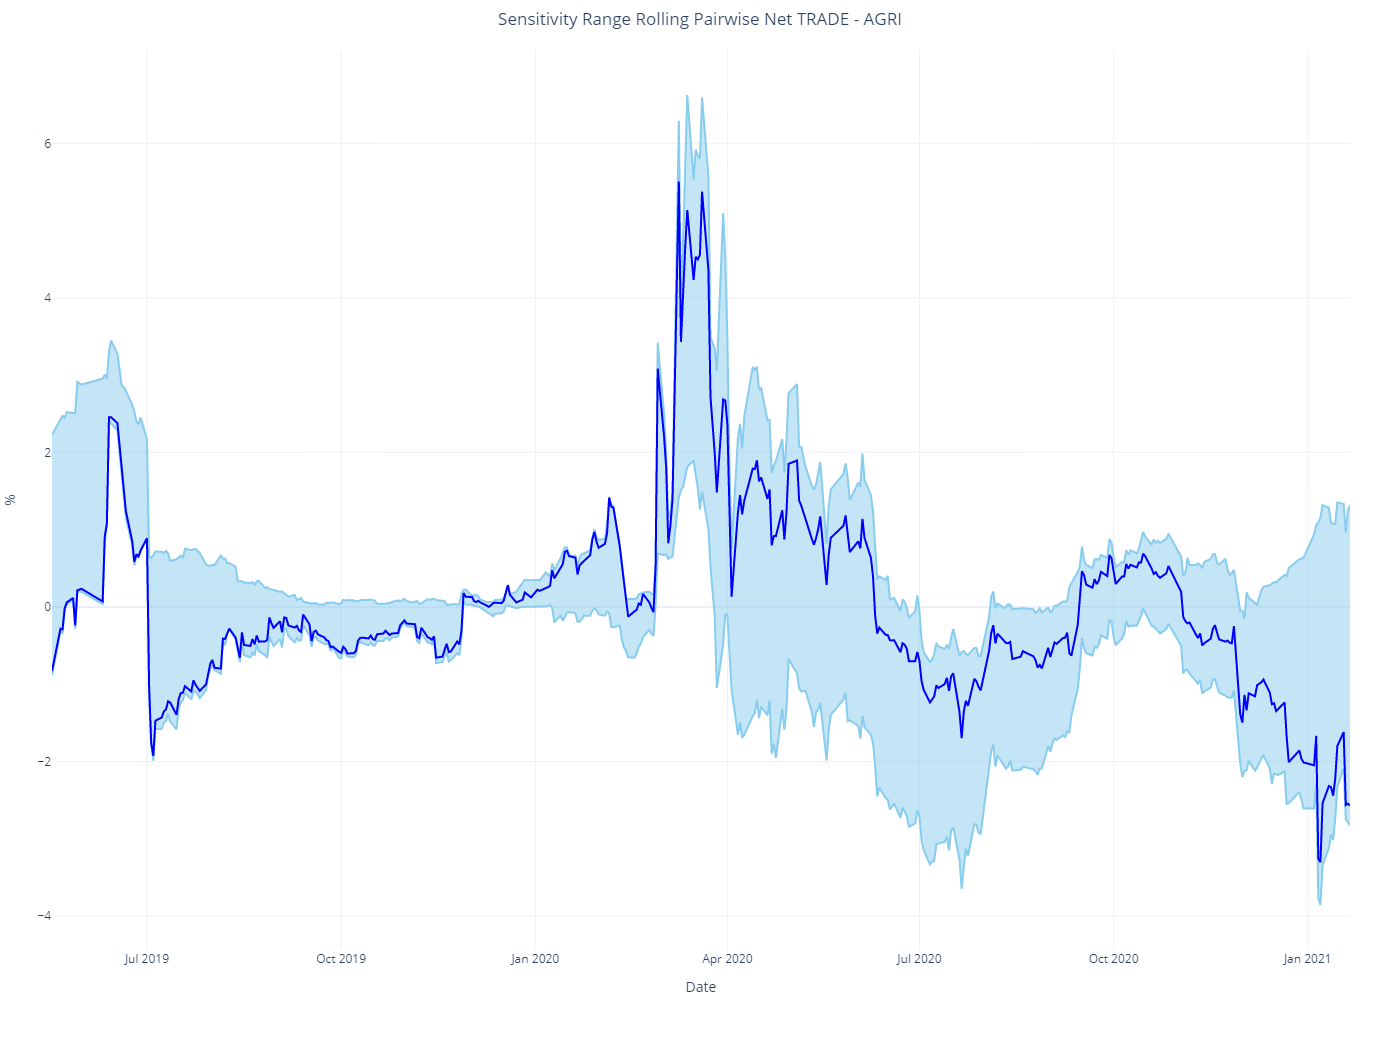 Sensitivity Range Rolling Pairwise Net TRADE - AGRI
%
6
4
2
0
−2
−4
Jul 2019
Oct 2019
Jan 2020
Apr 2020
Jul 2020
Oct 2020
Jan 2021
Date